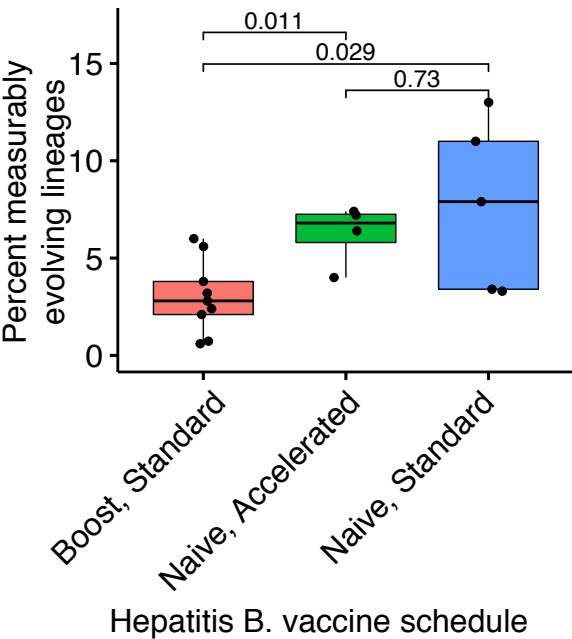 0.011
0.029
0.73
15
10
5
0
Percent measurably
evolving lineages
Boost, Standard
Naive, Accelerated
Naive, Standard
Hepatitis B. vaccine schedule